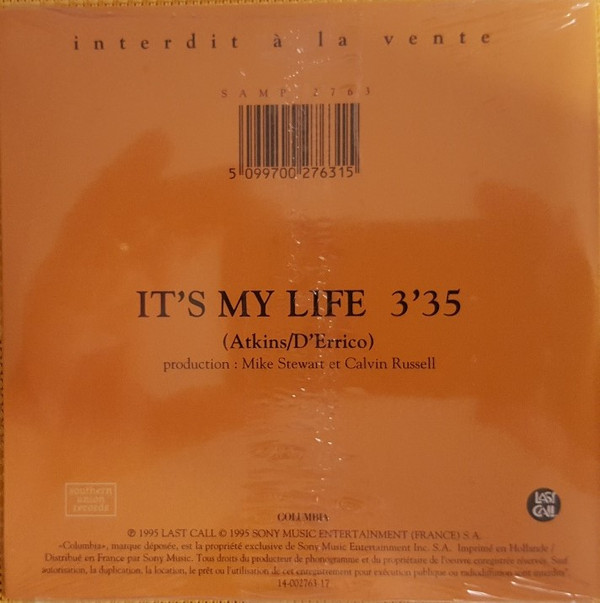 interdit à la vente
SAMP 2763
5 099700 276315
IT'S MY LIFE 3'35
(Atkins/D'Errico)
production : Mike Stewart et Calvin Russell
southern
records
LAST
CALL
COLUMBIA
℗ 1995 LAST CALL © 1995 SONY MUSIC ENTERTAINMENT (FRANCE) S.A.
«Columbia», marque déposée, est la propriété exclusive de Sony Music Entertainment Inc. S.A. Imprimé en Hollande /
Distribué en France par Sony Music. Tous droits du producteur de phonogramme et du propriétaire de l'oeuvre enregistrée réservés. Sauf
autorisation, la duplication, la location, le prêt ou l'utilisation de cet enregistrement pour exécution publique ou radiodiffusion sont interdits
14-002763-17